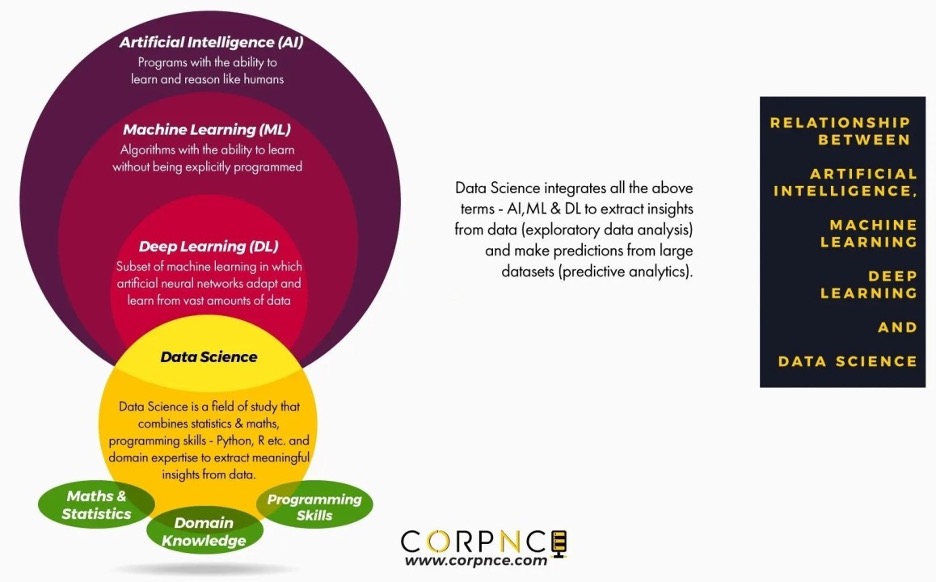 Artificial Intelligence (AI)
Programs with the ability to
learn and reason like humans
Machine Learning (ML)
Algorithms with the ability to learn
without being explicitly programmed
Deep Learning (DL)
Subset of machine learning in which
artificial neural networks adapt and
learn from vast amounts of data
Data Science
Data Science is a field of study that
combines statistics & maths,
programming skills - Python, R etc. and
domain expertise to extract meaningful
insights from data.
Maths &
Statistics
Domain
Knowledge
Programming
Skills
Data Science integrates all the above
terms - AI,ML & DL to extract insights
from data (exploratory data analysis)
and make predictions from large
datasets (predictive analytics).
RELATIONSHIP
BETWEEN
ARTIFICIAL
INTELLIGENCE,
MACHINE
LEARNING
DEEP
LEARNING
AND
DATA SCIENCE
CORPNCE
www.corpnce.com